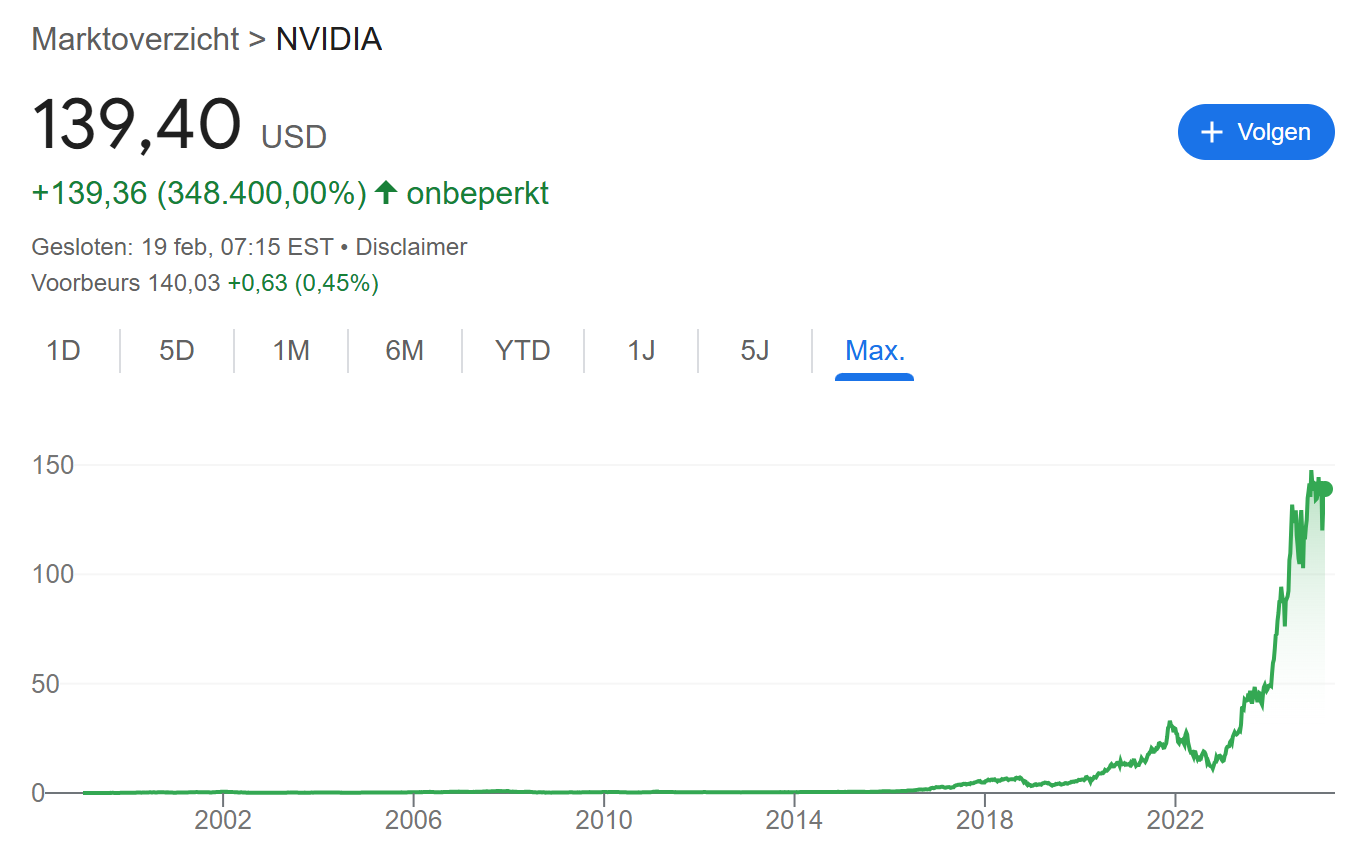 Marktoverzicht > NVIDIA
139,40 USD
+ Volgen
+139,36 (348.400,00%) ↑ onbeperkt
Gesloten: 19 feb, 07:15 EST • Disclaimer
Voorbeurs 140,03 +0,63 (0,45%)
1D 5D 1M 6M YTD 1J 5J Max.
150
100
50
0
2002 2006 2010 2014 2018 2022